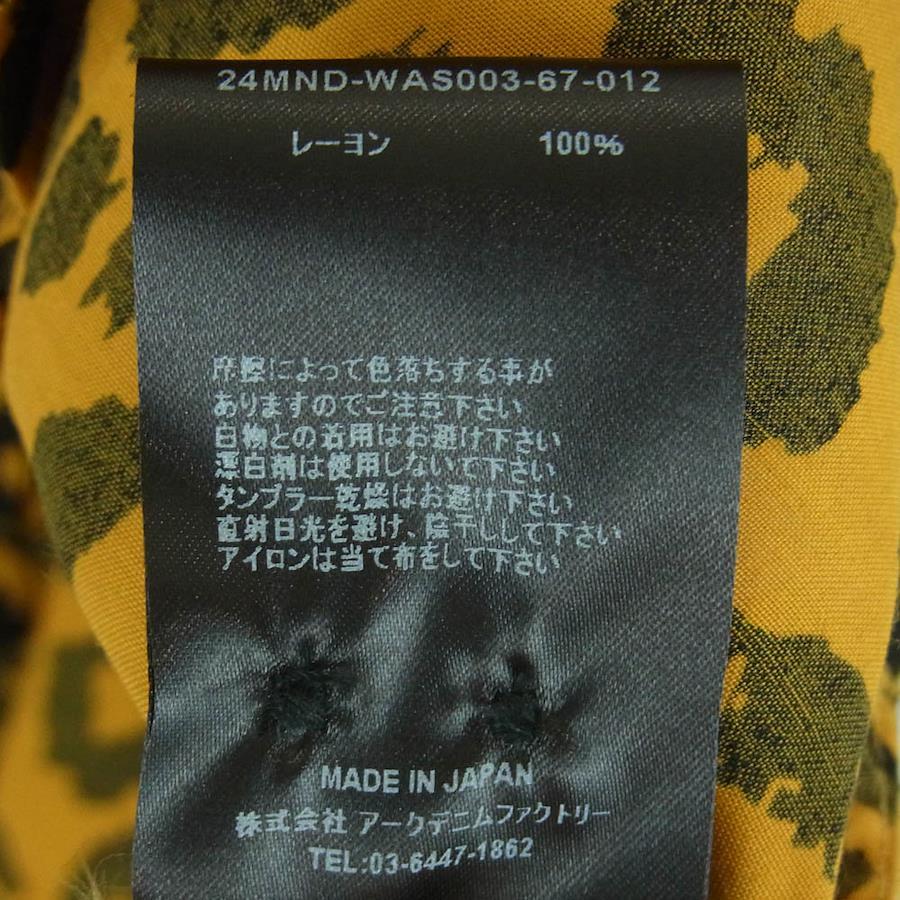 24MND-WAS003-67-012
レーヨン 100%
摩擦によって色落ちする事が
ありますのでご注意下さい
白物との着用はお避け下さい
漂白剤は使用しないて下さい
タンブラー乾燥はお避け下さい
直射日光を避け、陰干しして下さい
アイロンは当て布をして下さい
MADE IN JAPAN
株式会社 アークデニムファクトリー
TEL:03-6447-1862